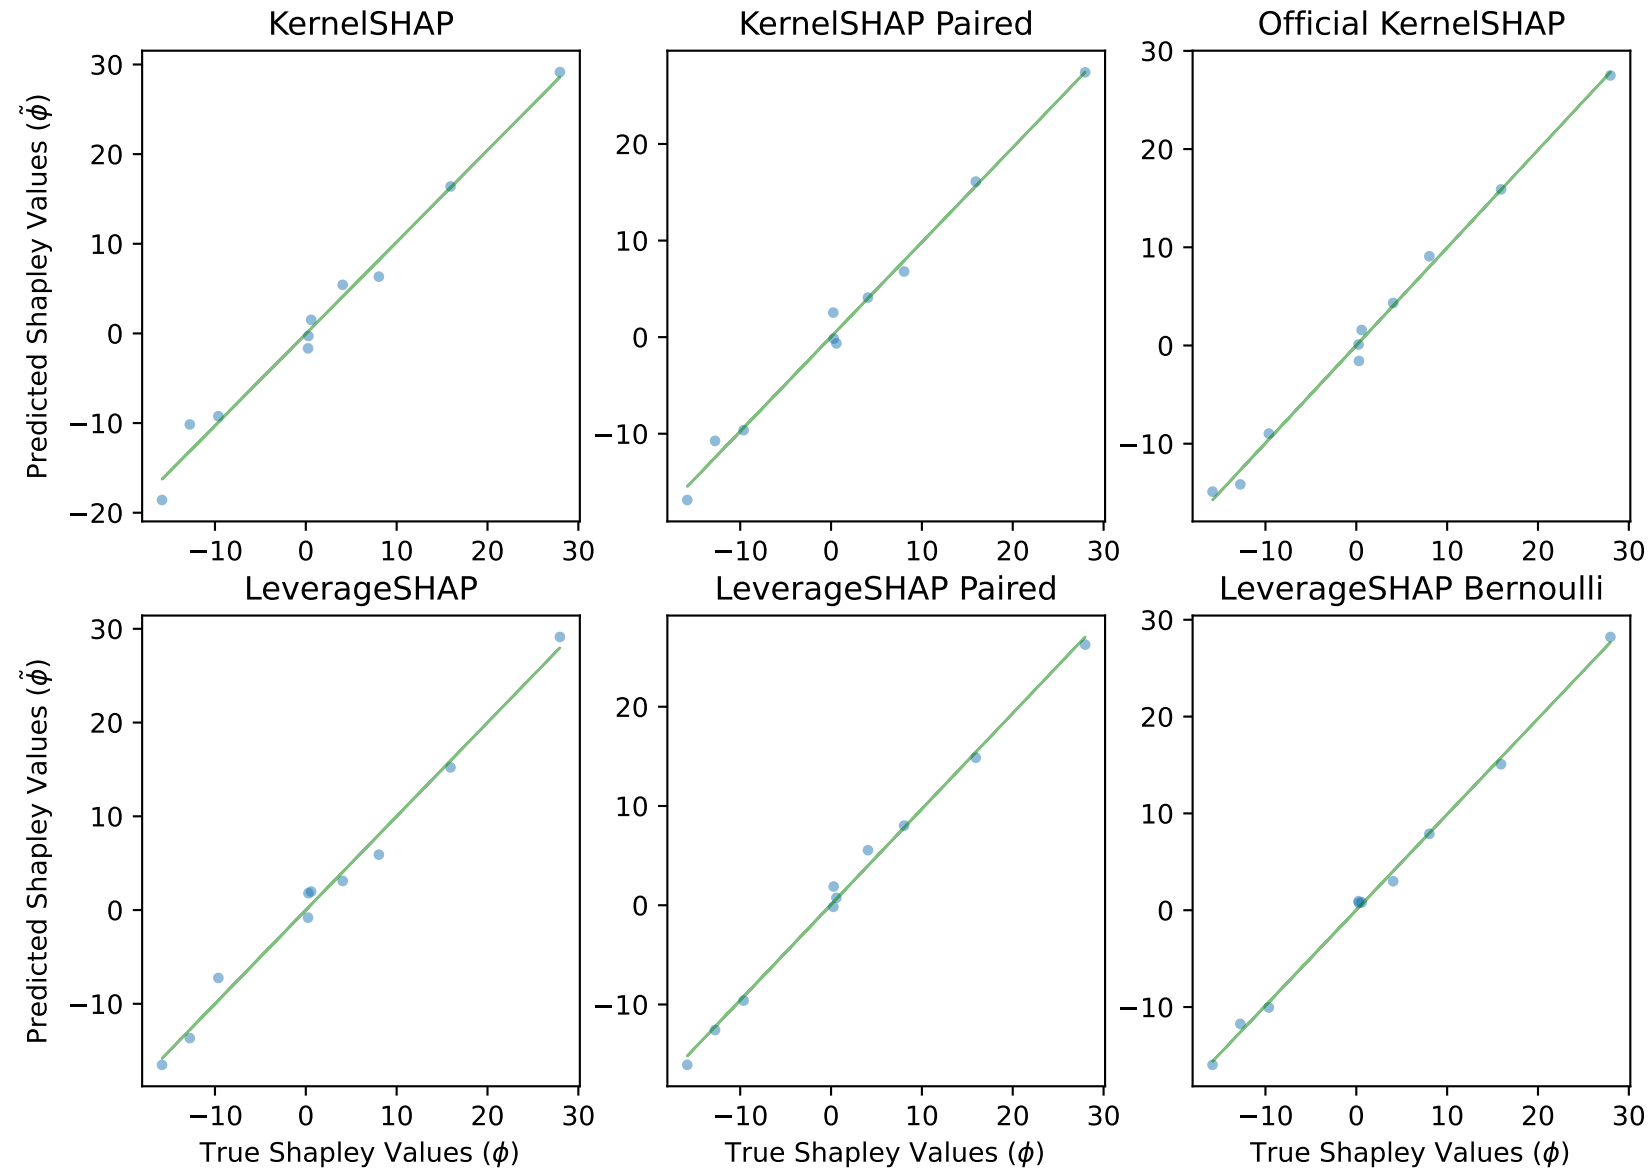 KernelSHAP
KernelSHAP Paired
Official KernelSHAP
Predicted Shapley Values (ϕ̃)
30
20
10
0
−10
−20
−10 0 10 20 30
20
10
0
−10
−10 0 10 20 30
30
20
10
0
−10
−10 0 10 20 30
LeverageSHAP
LeverageSHAP Paired
LeverageSHAP Bernoulli
Predicted Shapley Values (ϕ̃)
30
20
10
0
−10
−10 0 10 20 30
True Shapley Values (ϕ)
20
10
0
−10
−10 0 10 20 30
True Shapley Values (ϕ)
30
20
10
0
−10
−10 0 10 20 30
True Shapley Values (ϕ)